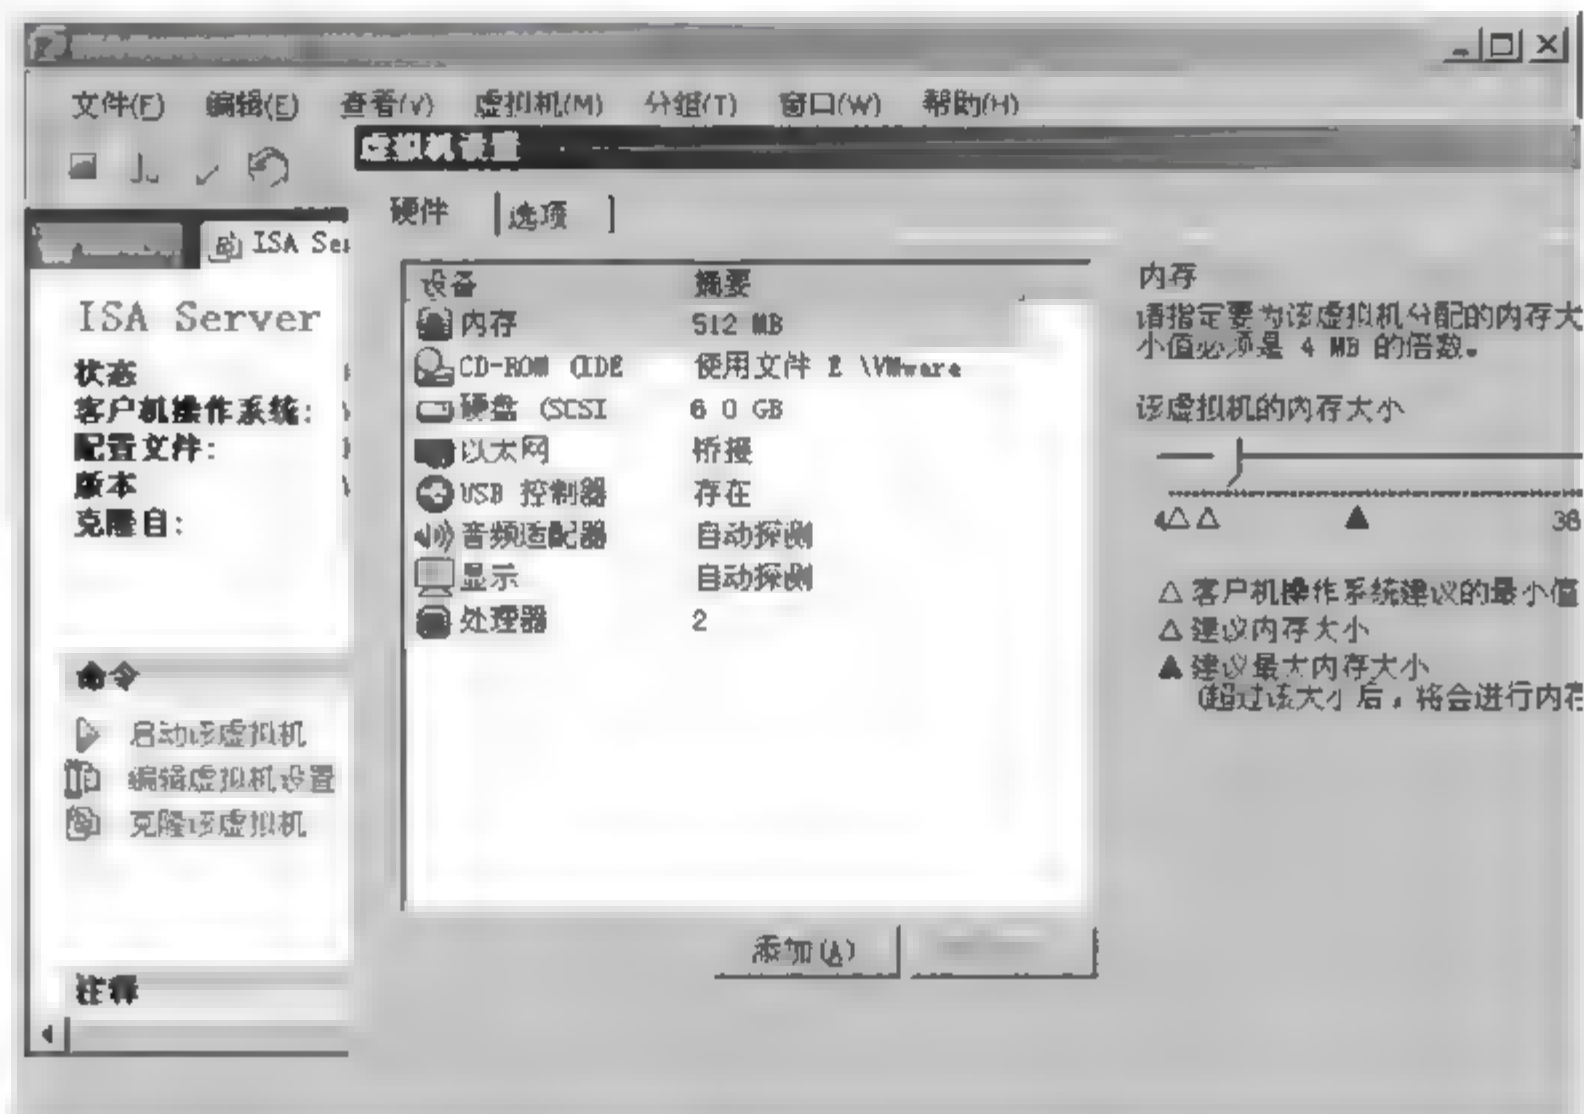 文件(F) 编辑(E) 查看(V) 虚拟机(M) 分组(T) 窗口(W) 帮助(H)
虚拟机设置
硬件 选项
ISA Ser
ISA Server
状态
客户机操作系统:
配置文件:
版本
克隆自:
命令
启动该虚拟机
编辑虚拟机设置
克隆该虚拟机
注释
设备 摘要
内存 512 MB
CD-ROM (IDE 使用文件 E \VMware
硬盘 (SCSI 6 0 GB
以太网 桥接
USB 控制器 存在
音频适配器 自动探测
显示 自动探测
处理器 2
添加(A)
内存
请指定要为该虚拟机分配的内存大
小值必须是 4 MB 的倍数。
该虚拟机的内存大小
38
△ 客户机操作系统建议的最小值
△ 建议内存大小
▲ 建议最大内存大小
(超过该大小后，将会进行内存